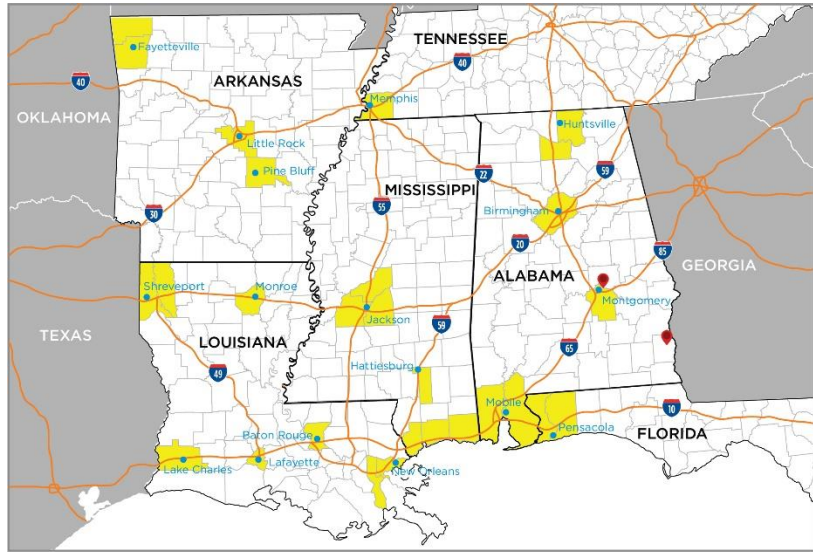 TENNESSEE
Fayetteville
40
ARKANSAS
40
Memphis
OKLAHOMA
Huntsville
Little Rock
59
Pine Bluff
22
MISSISSIPPI
55
30
Birmingham
20
85
ALABAMA
GEORGIA
Shreveport
Monroe
Montgomery
Jackson
TEXAS
59
LOUISIANA
65
Hattiesburg
49
Mobile
10
Baton Rouge
Pensacola
FLORIDA
Lake Charles
Lafayette
New Orleans